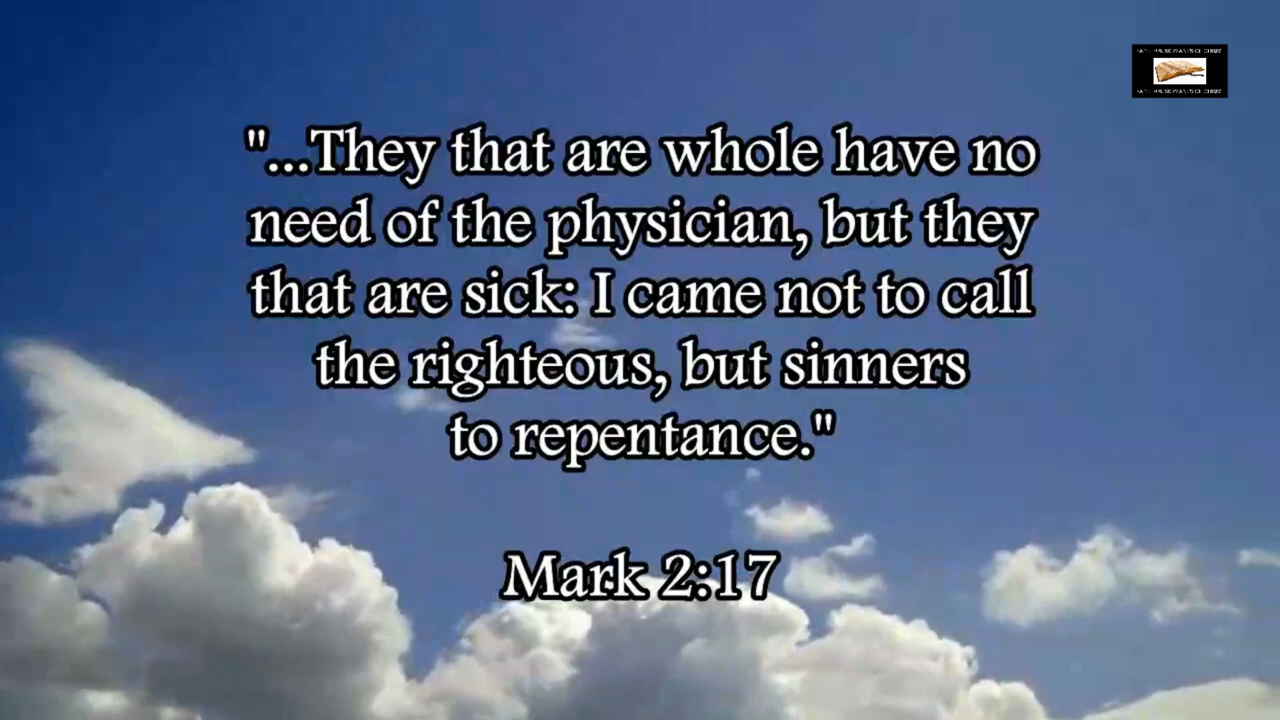 "...They that are whole have no
need of the physician, but they
that are sick: I came not to call
the righteous, but sinners
to repentance."
Mark 2:17